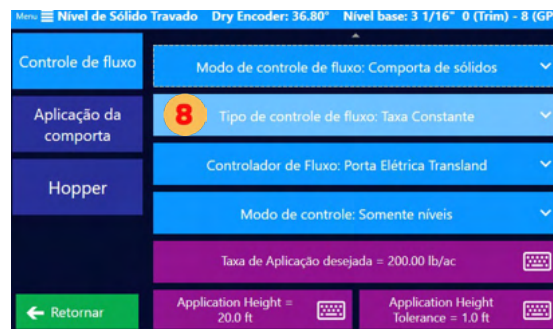 Menu Nível de Sólido Travado Dry Encoder: 36.80° Nível base: 3 1/16" 0 (Trim) - 8 (GP
Controle de fluxo
Modo de controle de fluxo: Comporta de sólidos
Aplicação da
comporta
8 Tipo de controle de fluxo: Taxa Constante
Controlador de Fluxo: Porta Elétrica Transland
Hopper
Modo de controle: Somente níveis
Taxa de Aplicação desejada = 200.00 lb/ac
Retornar
Application Height =
20.0 ft
Application Height
Tolerance = 1.0 ft